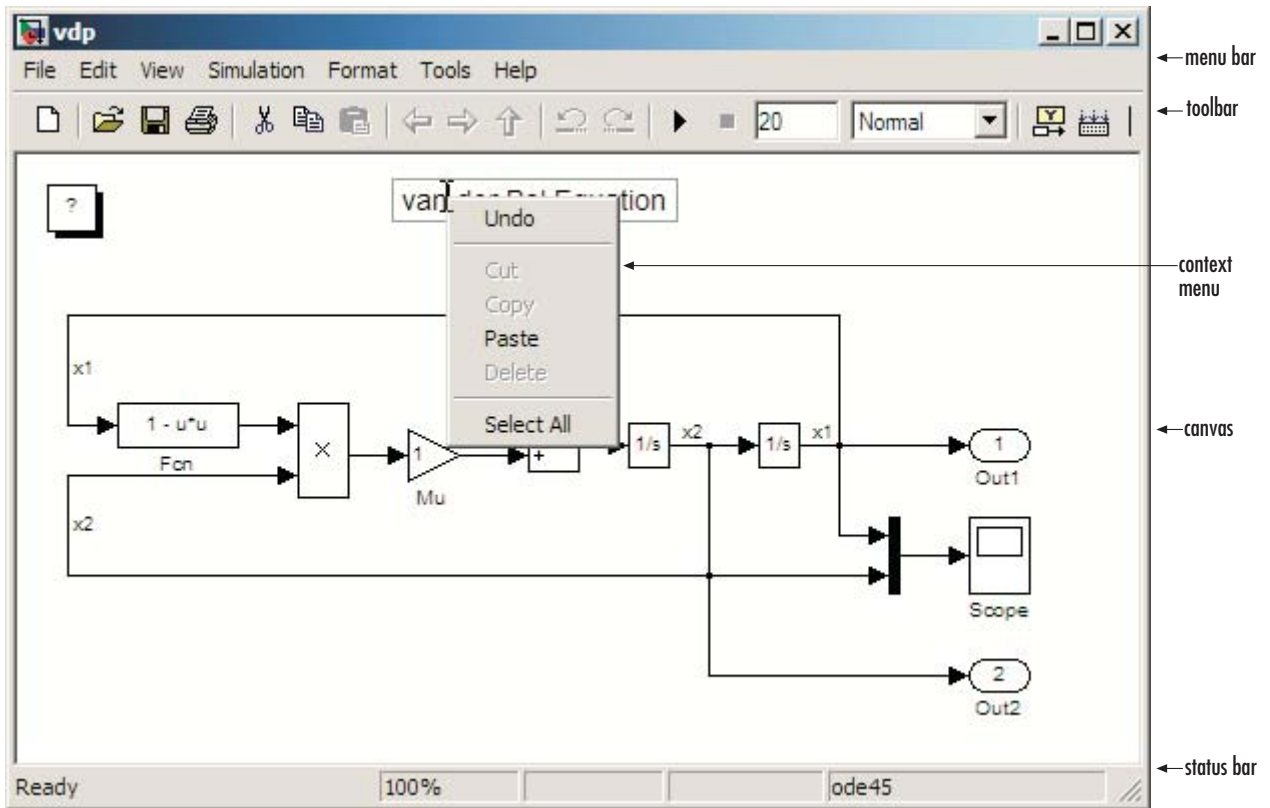 vdp
File Edit View Simulation Format Tools Help
menu bar
20 Normal
toolbar
?
van
tion
Undo
Cut
Copy
Paste
Delete
Select All
context
menu
x1
1 - u*u
Fcn
×
1
Mu
+
1/s
x2
1/s
x1
1
Out1
canvas
x2
Scope
2
Out2
Ready 100% ode45
status bar